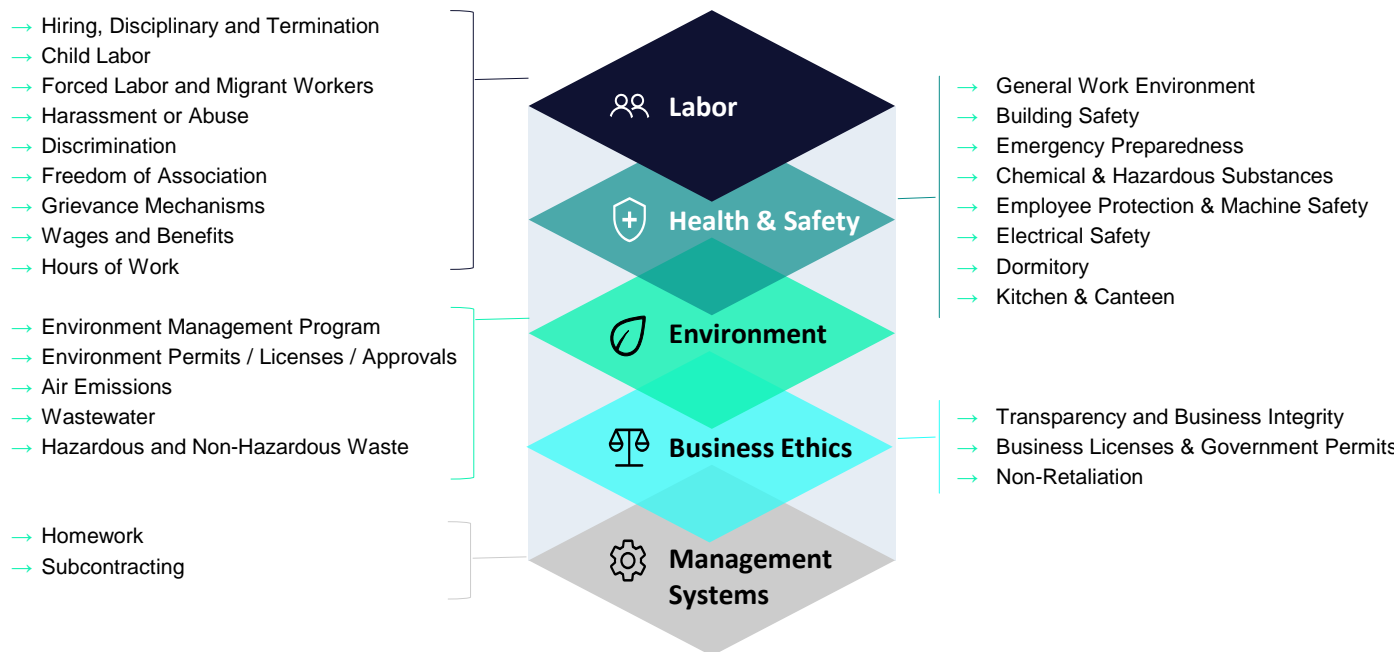 Hiring, Disciplinary and Termination
Child Labor
Forced Labor and Migrant Workers
Harassment or Abuse
Discrimination
Freedom of Association
Grievance Mechanisms
Wages and Benefits
Hours of Work
Labor
General Work Environment
Building Safety
Emergency Preparedness
Chemical & Hazardous Substances
Employee Protection & Machine Safety
Electrical Safety
Dormitory
Kitchen & Canteen
Health & Safety
Environment Management Program
Environment Permits / Licenses / Approvals
Air Emissions
Wastewater
Hazardous and Non-Hazardous Waste
Environment
Transparency and Business Integrity
Business Licenses & Government Permits
Non-Retaliation
Business Ethics
Homework
Subcontracting
Management
Systems